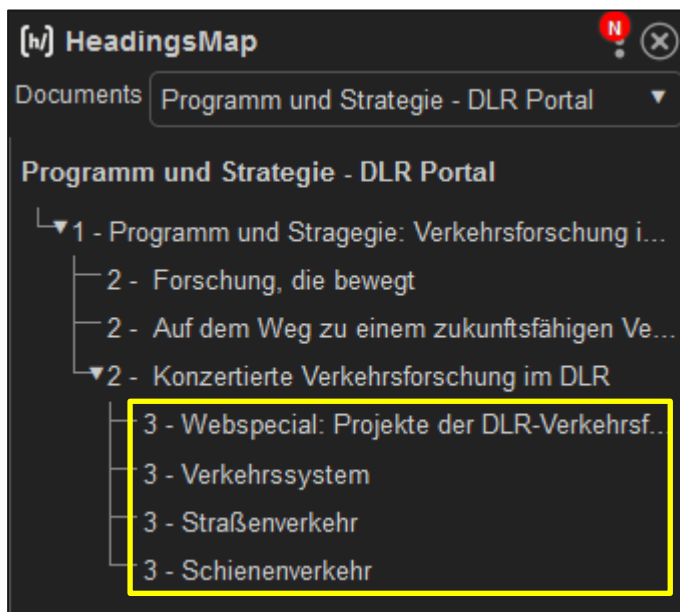 [h/] HeadingsMap
N
Documents Programm und Strategie - DLR Portal
Programm und Strategie - DLR Portal
1 - Programm und Stragegie: Verkehrsforschung i...
2 - Forschung, die bewegt
2 - Auf dem Weg zu einem zukunftsfähigen Ve...
2 - Konzertierte Verkehrsforschung im DLR
3 - Webspecial: Projekte der DLR-Verkehrsf...
3 - Verkehrssystem
3 - Straßenverkehr
3 - Schienenverkehr